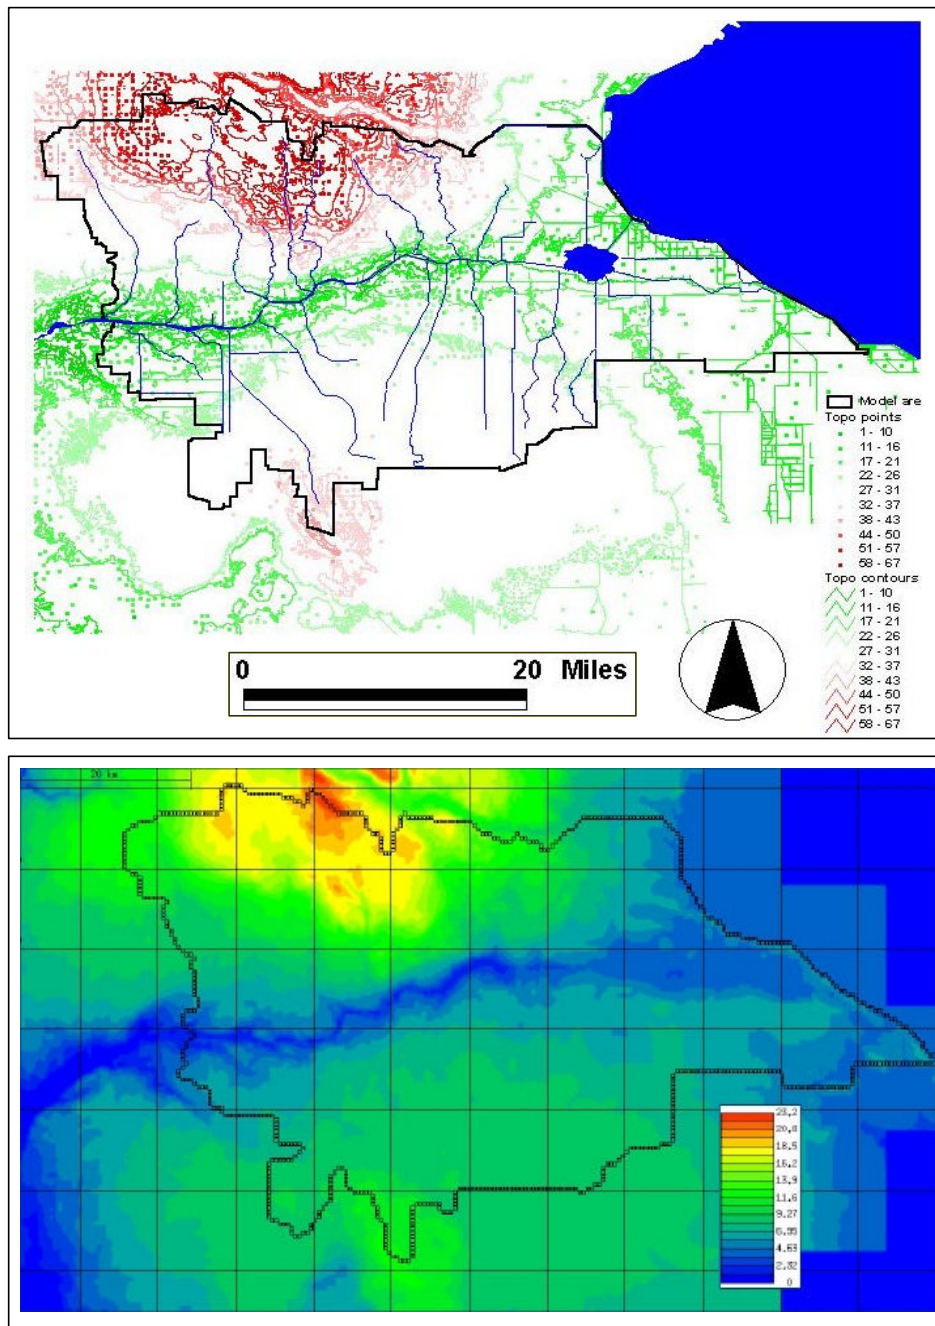 Model are
Topo points
1 - 10
11 - 16
17 - 21
22 - 26
27 - 31
32 - 37
38 - 43
44 - 50
51 - 57
58 - 67
Topo contours
1 - 10
11 - 16
17 - 21
22 - 26
27 - 31
32 - 37
38 - 43
44 - 50
51 - 57
58 - 67
0 20 Miles
20 km
23,2
20,8
18,5
16,2
13,9
11,6
9,27
6,95
4,63
2,32
0